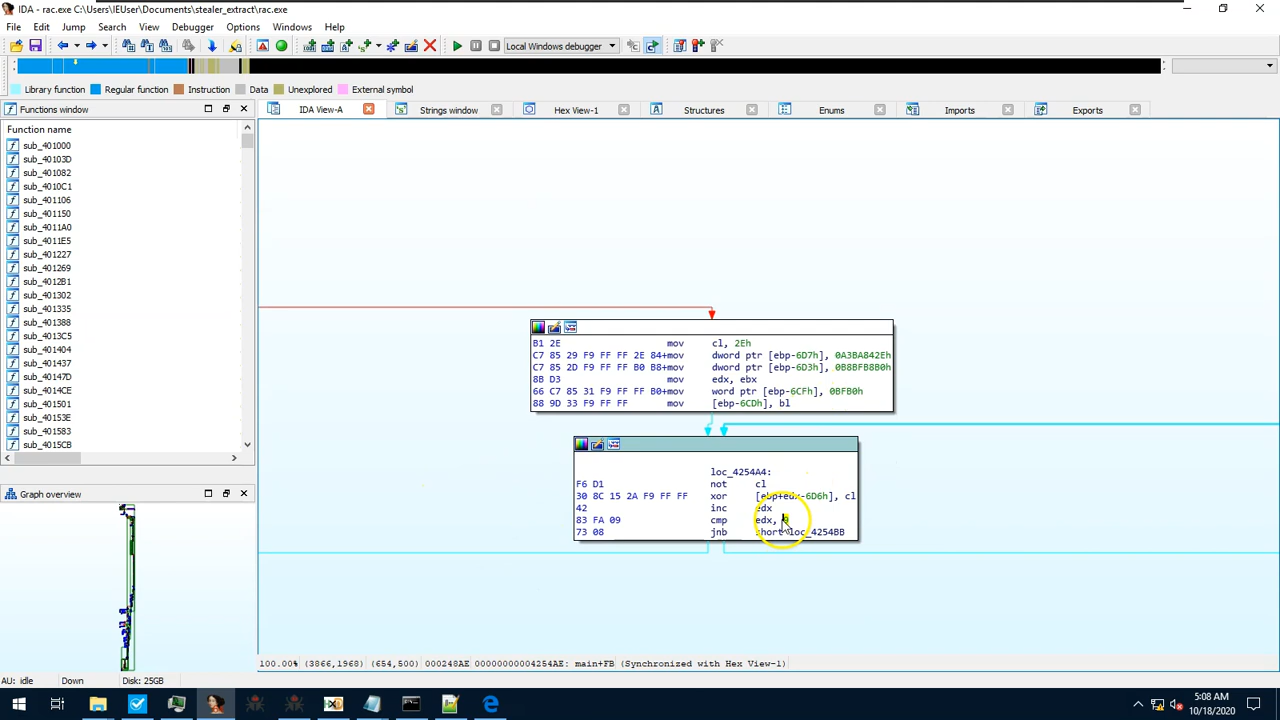 IDA - rac.exe C:\Users\IEUser\Documents\stealer_extract\rac.exe
File Edit Jump Search View Debugger Options Windows Help
Local Windows debugger
Library function Regular function Instruction Data Unexplored External symbol
Functions window
IDA View-A Strings window Hex View-1 Structures Enums Imports Exports
Function name
sub_401000
sub_40103D
sub_401082
sub_4010C1
sub_401106
sub_401150
sub_4011A0
sub_4011E5
sub_401227
sub_401269
sub_4012B1
sub_401302
sub_401335
sub_401388
sub_4013C5
sub_401404
sub_401437
sub_40147D
sub_4014CE
sub_401501
sub_40153E
sub_401583
sub_4015CB
Graph overview
B1 2E mov cl, 2Eh
C7 85 29 F9 FF FF 2E 84+mov dword ptr [ebp-6D7h], 0A3BA842Eh
C7 85 2D F9 FF FF B0 B8+mov dword ptr [ebp-6D3h], 0B8BFB8B0h
8B D3 mov edx, ebx
66 C7 85 31 F9 FF FF B0+mov word ptr [ebp-6CFh], 0BFB0h
88 9D 33 F9 FF FF mov [ebp-6CDh], bl
loc_4254A4:
F6 D1 not cl
30 8C 15 2A F9 FF FF xor [ebp+edx-6D6h], cl
42 inc edx
83 FA 09 cmp edx, 9
73 08 jnb short loc_4254BB
100.00% (3866,1968) (654,500) 000248AE 00000000004254AE: main+FB (Synchronized with Hex View-1)
AU: idle Down Disk: 25GB
5:08 AM
10/18/2020